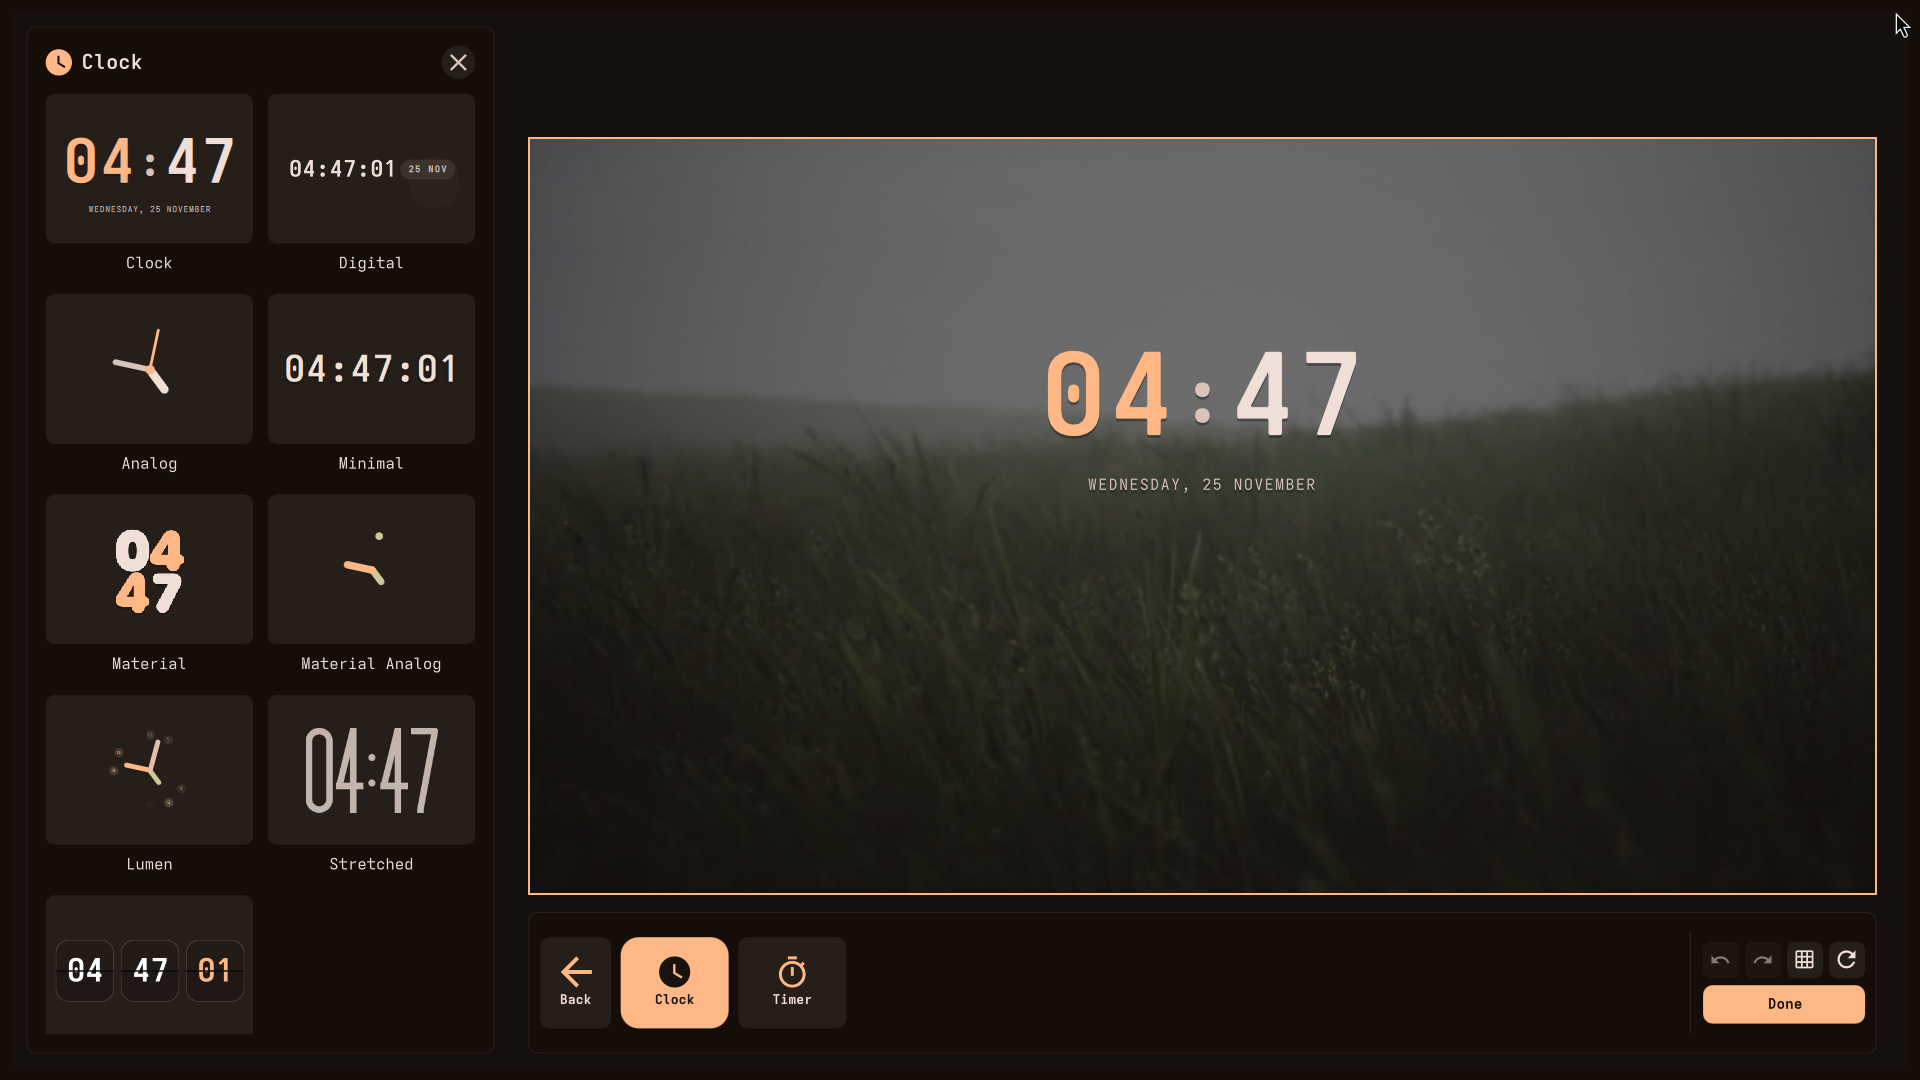 Clock
04:47
WEDNESDAY, 25 NOVEMBER
Clock
04:47:01 25 NOV
Digital
Analog
04:47:01
Minimal
04
47
Material
Material Analog
Lumen
04:47
Stretched
04 47 01
04:47
WEDNESDAY, 25 NOVEMBER
Back
Clock
Timer
Done